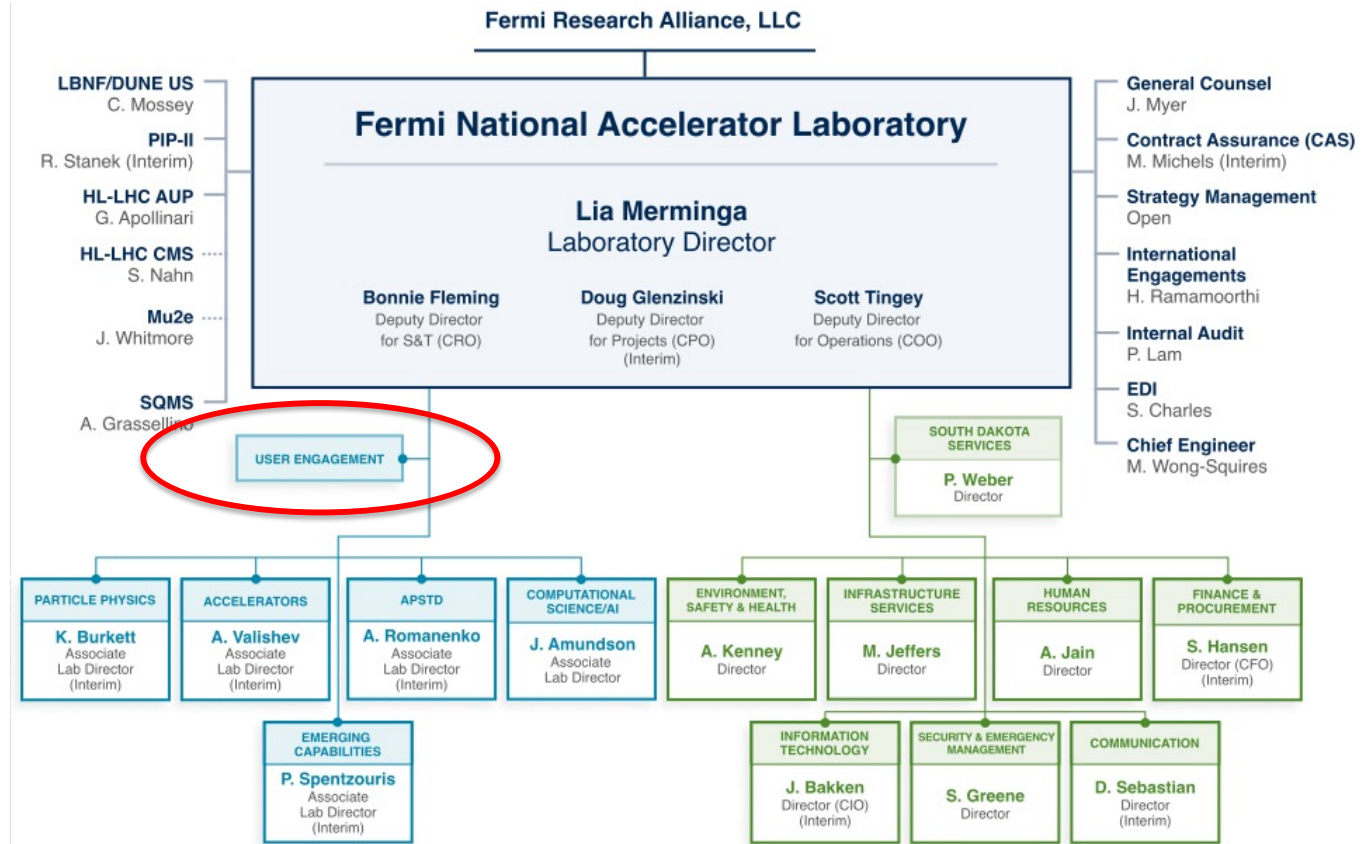 Fermi Research Alliance, LLC
LBNF/DUNE US
C. Mossey
PIP-II
R. Stanek (Interim)
HL-LHC AUP
G. Apollinari
HL-LHC CMS
S. Nahn
Mu2e
J. Whitmore
SQMS
A. Grassellino
Fermi National Accelerator Laboratory
Lia Merminga
Laboratory Director
Bonnie Fleming
Deputy Director
for S&T (CRO)
Doug Glenzinski
Deputy Director
for Projects (CPO)
(Interim)
Scott Tingey
Deputy Director
for Operations (COO)
General Counsel
J. Myer
Contract Assurance (CAS)
M. Michels (Interim)
Strategy Management
Open
International
Engagements
H. Ramamoorthi
Internal Audit
P. Lam
EDI
S. Charles
Chief Engineer
M. Wong-Squires
USER ENGAGEMENT
SOUTH DAKOTA
SERVICES
P. Weber
Director
PARTICLE PHYSICS
K. Burkett
Associate
Lab Director
(Interim)
ACCELERATORS
A. Valishev
Associate
Lab Director
(Interim)
APSTD
A. Romanenko
Associate
Lab Director
(Interim)
COMPUTATIONAL
SCIENCE/AI
J. Amundson
Associate
Lab Director
ENVIRONMENT,
SAFETY & HEALTH
A. Kenney
Director
INFRASTRUCTURE
SERVICES
M. Jeffers
Director
HUMAN
RESOURCES
A. Jain
Director
FINANCE &
PROCUREMENT
S. Hansen
Director (CFO)
(Interim)
EMERGING
CAPABILITIES
P. Spentzouris
Associate
Lab Director
(Interim)
INFORMATION
TECHNOLOGY
J. Bakken
Director (CIO)
(Interim)
SECURITY & EMERGENCY
MANAGEMENT
S. Greene
Director
COMMUNICATION
D. Sebastian
Director
(Interim)